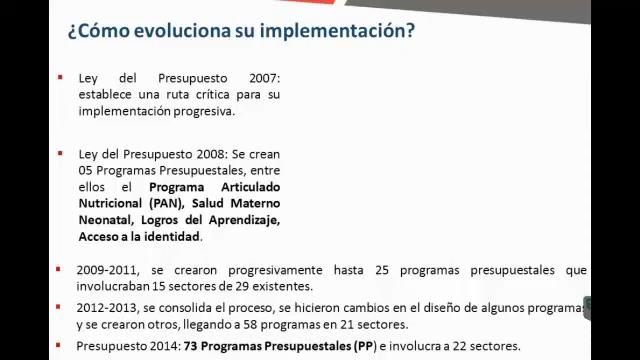 ¿Cómo evoluciona su implementación?
Ley del Presupuesto 2007:
establece una ruta crítica para su
implementación progresiva.
Ley del Presupuesto 2008: Se crean
05 Programas Presupuestales, entre
ellos el Programa Articulado
Nutricional (PAN), Salud Materno
Neonatal, Logros del Aprendizaje,
Acceso a la identidad.
2009-2011, se crearon progresivamente hasta 25 programas presupuestales que
involucraban 15 sectores de 29 existentes.
2012-2013, se consolida el proceso, se hicieron cambios en el diseño de algunos programas
y se crearon otros, llegando a 58 programas en 21 sectores.
Presupuesto 2014: 73 Programas Presupuestales (PP) e involucra a 22 sectores.